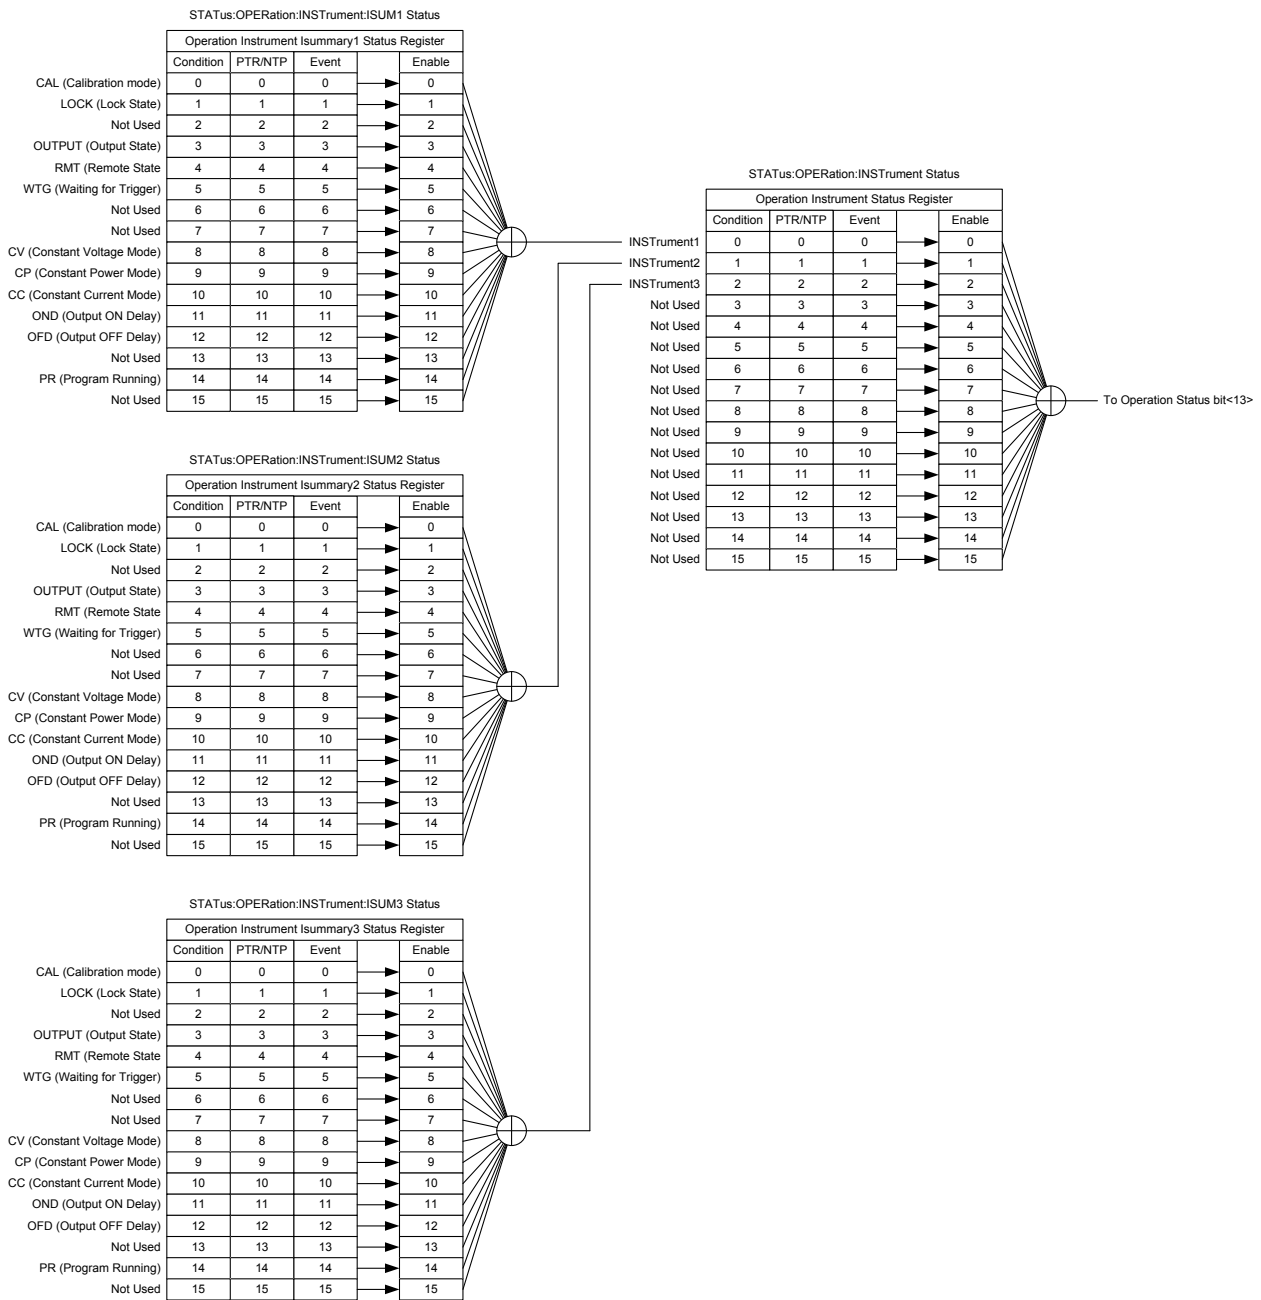 STATus:OPERation:INSTrument:ISUM1 Status
Operation Instrument Isummary1 Status Register
Condition PTR/NTP Event Enable
CAL (Calibration mode) 0 0 0 0
LOCK (Lock State) 1 1 1 1
Not Used 2 2 2 2
OUTPUT (Output State) 3 3 3 3
RMT (Remote State 4 4 4 4
WTG (Waiting for Trigger) 5 5 5 5
Not Used 6 6 6 6
Not Used 7 7 7 7
CV (Constant Voltage Mode) 8 8 8 8
CP (Constant Power Mode) 9 9 9 9
CC (Constant Current Mode) 10 10 10 10
OND (Output ON Delay) 11 11 11 11
OFD (Output OFF Delay) 12 12 12 12
Not Used 13 13 13 13
PR (Program Running) 14 14 14 14
Not Used 15 15 15 15
STATus:OPERation:INSTrument Status
Operation Instrument Status Register
Condition PTR/NTP Event Enable
INSTrument1 0 0 0 0
INSTrument2 1 1 1 1
INSTrument3 2 2 2 2
Not Used 3 3 3 3
Not Used 4 4 4 4
Not Used 5 5 5 5
Not Used 6 6 6 6
Not Used 7 7 7 7
Not Used 8 8 8 8
Not Used 9 9 9 9
Not Used 10 10 10 10
Not Used 11 11 11 11
Not Used 12 12 12 12
Not Used 13 13 13 13
Not Used 14 14 14 14
Not Used 15 15 15 15
To Operation Status bit<13>
STATus:OPERation:INSTrument:ISUM2 Status
Operation Instrument Isummary2 Status Register
Condition PTR/NTP Event Enable
CAL (Calibration mode) 0 0 0 0
LOCK (Lock State) 1 1 1 1
Not Used 2 2 2 2
OUTPUT (Output State) 3 3 3 3
RMT (Remote State 4 4 4 4
WTG (Waiting for Trigger) 5 5 5 5
Not Used 6 6 6 6
Not Used 7 7 7 7
CV (Constant Voltage Mode) 8 8 8 8
CP (Constant Power Mode) 9 9 9 9
CC (Constant Current Mode) 10 10 10 10
OND (Output ON Delay) 11 11 11 11
OFD (Output OFF Delay) 12 12 12 12
Not Used 13 13 13 13
PR (Program Running) 14 14 14 14
Not Used 15 15 15 15
STATus:OPERation:INSTrument:ISUM3 Status
Operation Instrument Isummary3 Status Register
Condition PTR/NTP Event Enable
CAL (Calibration mode) 0 0 0 0
LOCK (Lock State) 1 1 1 1
Not Used 2 2 2 2
OUTPUT (Output State) 3 3 3 3
RMT (Remote State 4 4 4 4
WTG (Waiting for Trigger) 5 5 5 5
Not Used 6 6 6 6
Not Used 7 7 7 7
CV (Constant Voltage Mode) 8 8 8 8
CP (Constant Power Mode) 9 9 9 9
CC (Constant Current Mode) 10 10 10 10
OND (Output ON Delay) 11 11 11 11
OFD (Output OFF Delay) 12 12 12 12
Not Used 13 13 13 13
PR (Program Running) 14 14 14 14
Not Used 15 15 15 15